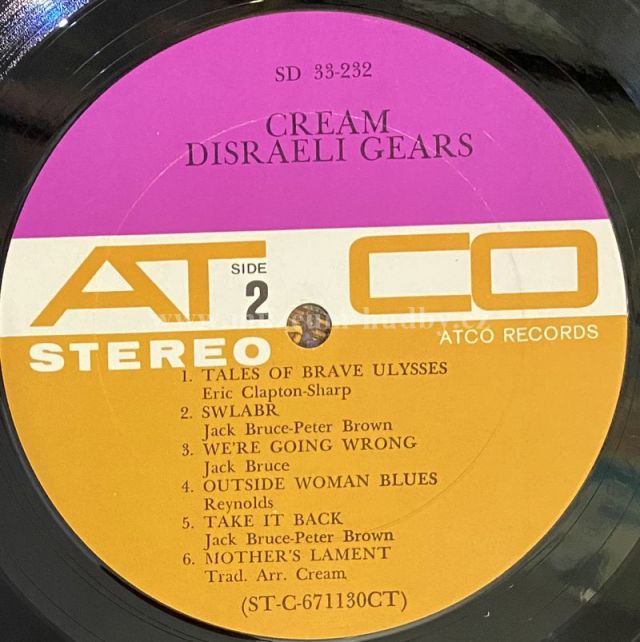 SD 33-232
CREAM
DISRAELI GEARS
ATCO
SIDE
2
STEREO
ATCO RECORDS
1. TALES OF BRAVE ULYSSES
Eric Clapton-Sharp
2. SWLABR
Jack Bruce-Peter Brown
3. WE'RE GOING WRONG
Jack Bruce
4. OUTSIDE WOMAN BLUES
Reynolds
5. TAKE IT BACK
Jack Bruce-Peter Brown
6. MOTHER'S LAMENT
Trad. Arr. Cream
(ST-C-671130CT)